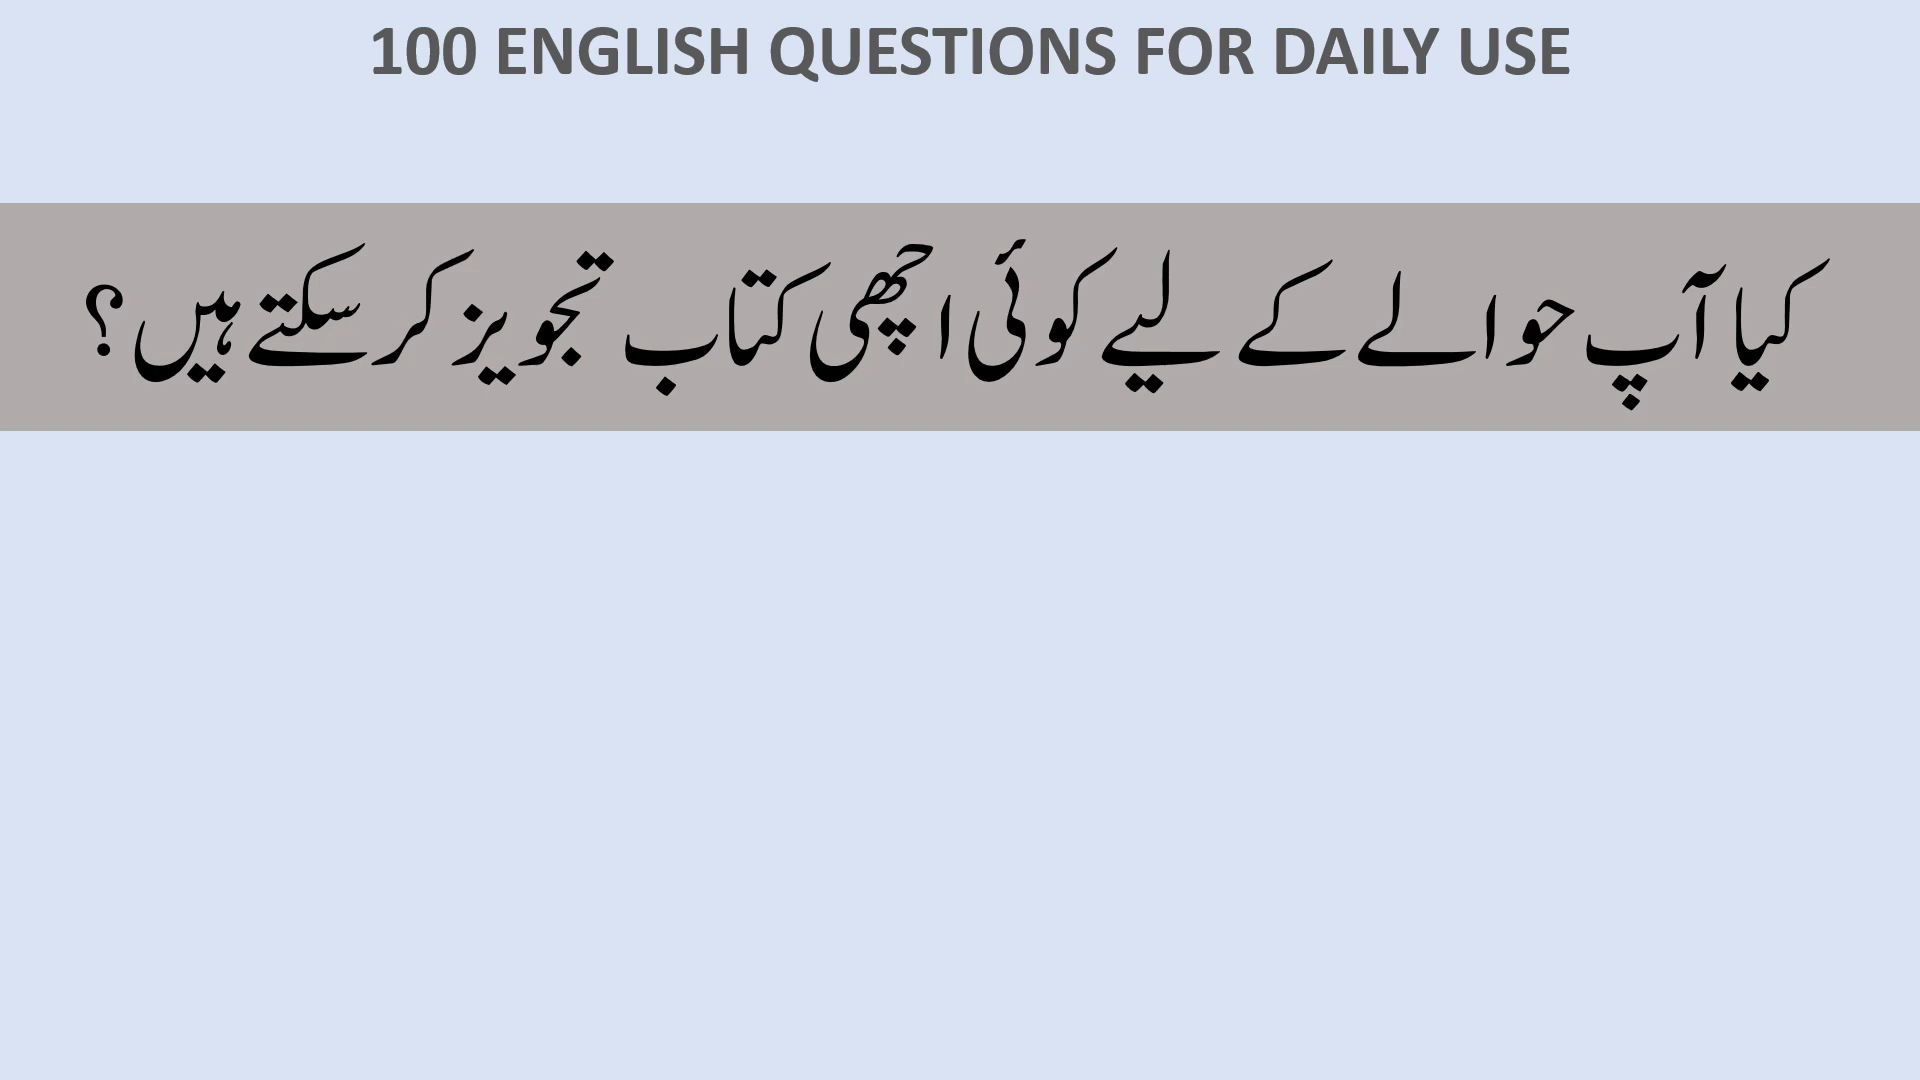 100 ENGLISH QUESTIONS FOR DAILY USE
کیا آپ حوالے کے لیے کوئی اچھی کتاب تجویز کر سکتے ہیں؟